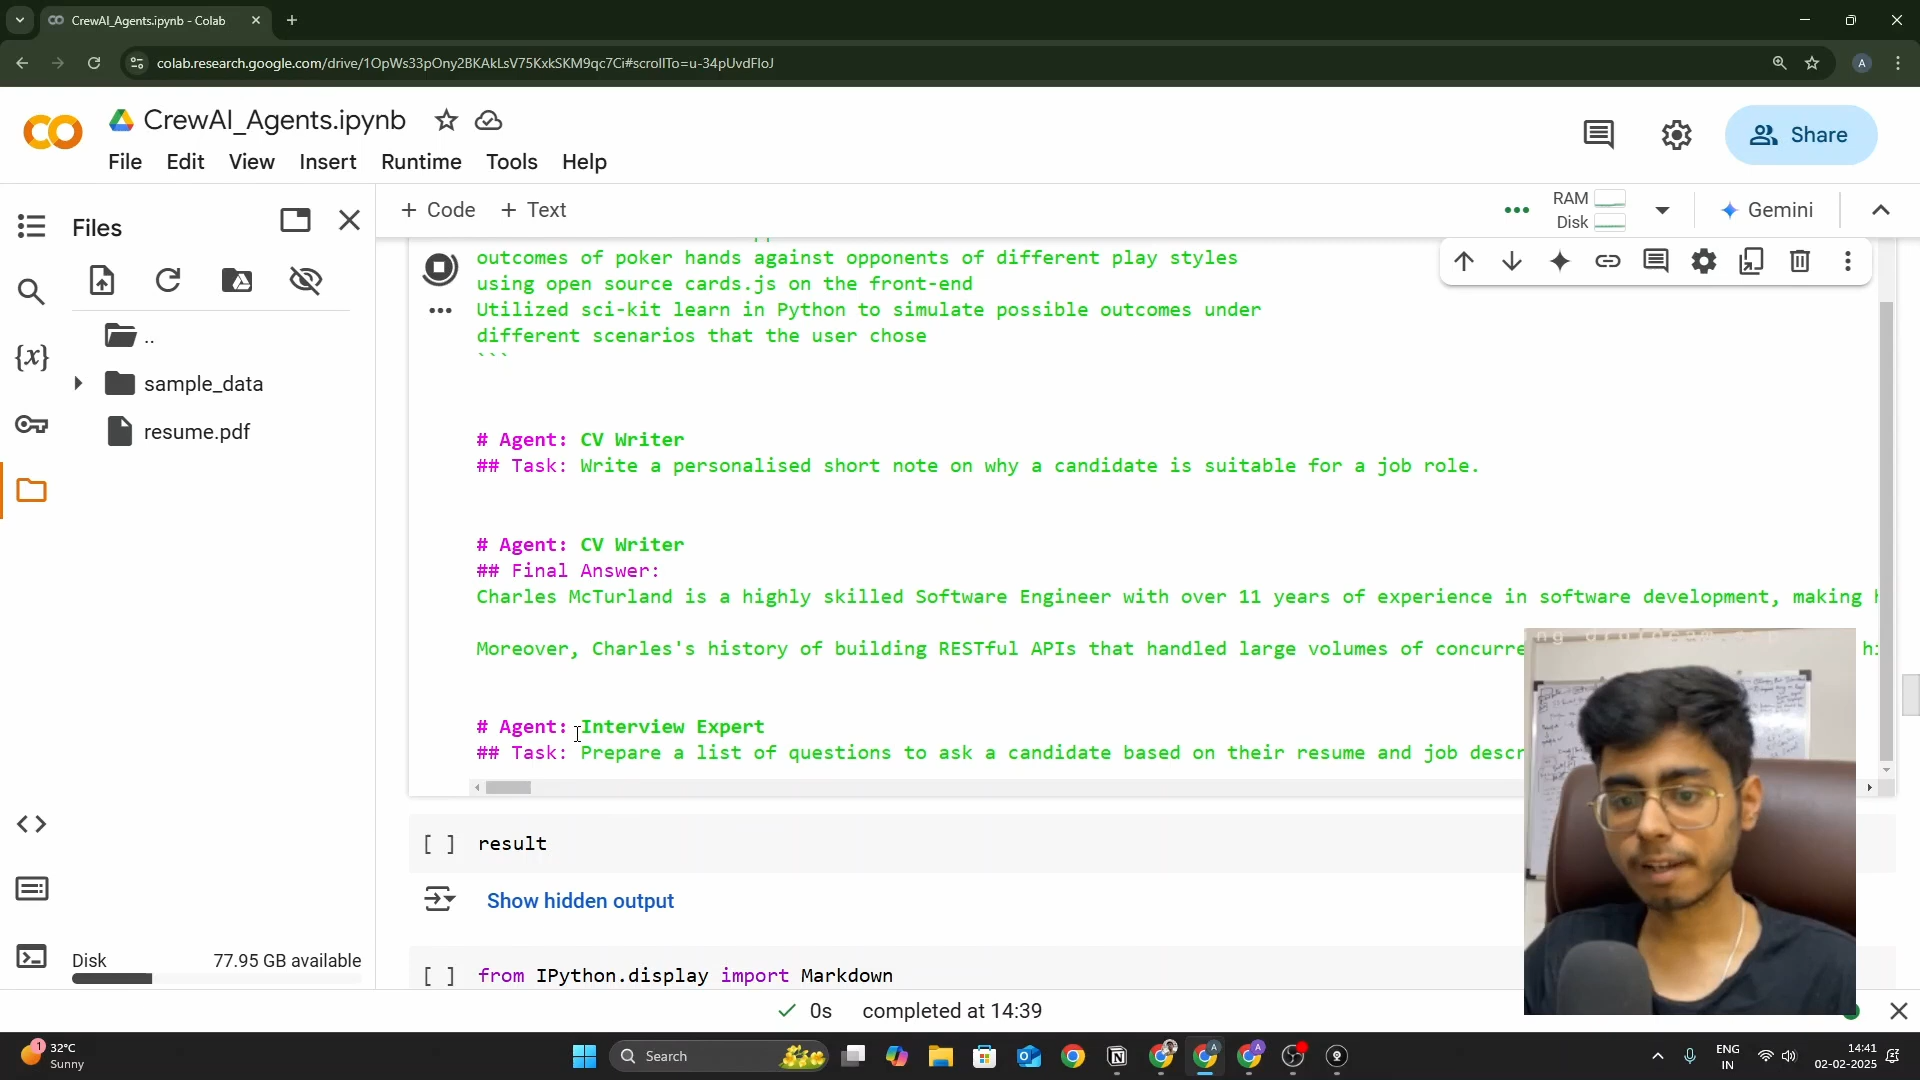 CrewAI_Agents.ipynb - Colab
colab.research.google.com/drive/1OpWs33pOny2BKAkLsV75KxkSKM9qc7Ci#scrollTo=u-34pUvdFIoJ
A
CrewAI_Agents.ipynb
File Edit View Insert Runtime Tools Help
Share
Files
+ Code + Text
RAM
Disk
Gemini
outcomes of poker hands against opponents of different play styles
using open source cards.js on the front-end
Utilized sci-kit learn in Python to simulate possible outcomes under
different scenarios that the user chose
```
..
sample_data
resume.pdf
# Agent: CV Writer
## Task: Write a personalised short note on why a candidate is suitable for a job role.
# Agent: CV Writer
## Final Answer:
Charles McTurland is a highly skilled Software Engineer with over 11 years of experience in software development, making
Moreover, Charles's history of building RESTful APIs that handled large volumes of concurre
# Agent: Interview Expert
## Task: Prepare a list of questions to ask a candidate based on their resume and job descr
[ ] result
Show hidden output
[ ] from IPython.display import Markdown
Disk 77.95 GB available
0s completed at 14:39
1
32°C
Sunny
Search
ENG
IN
14:41
02-02-2025